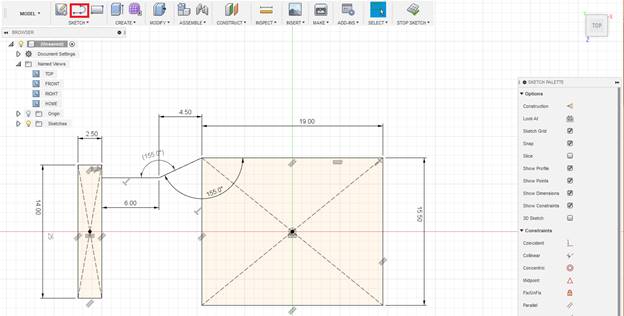 MODEL
SKETCH
CREATE
MODIFY
ASSEMBLE
CONSTRUCT
INSPECT
INSERT
MAKE
ADD-INS
SELECT
STOP SKETCH
TOP
X
Z
BROWSER
(Unsaved)
Document Settings
Named Views
TOP
FRONT
RIGHT
HOME
Origin
Sketches
4.50
19.00
2.50
(155.0°)
155.0°
6.00
14.00
25
15.50
SKETCH PALETTE
Options
Construction
Look At
Sketch Grid
Snap
Slice
Show Profile
Show Points
Show Dimensions
Show Constraints
3D Sketch
Constraints
Coincident
Collinear
Concentric
Midpoint
Fix/UnFix
Parallel